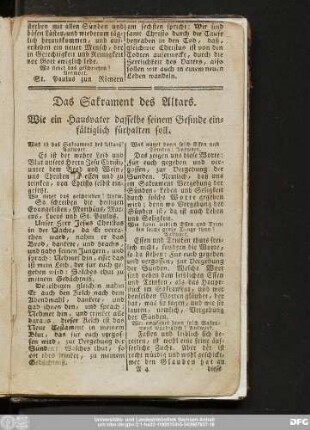 sterben mit allen Sünden und
bösen Lüsten, und wiederum täg-
lich herauskommen, und auf-
erstehen ein neuer Mensch, der
in Gerechtigkeit und Reinigkeit
vor Gott ewiglich lebe.
Wo stehet das geschrieben?
Antwort.
St. Paulus zun Römern
am sechsten spricht: Wir sind
samt Christo durch die Taufe
begraben in den Tod, daß,
gleichwie Christus ist von den
Todten auferweckt, durch die
Herrlichkeit des Vaters, also
sollen wir auch in einem neuen
Leben wandeln.
Das Sakrament des Altars.
Wie ein Hausvater dasselbe seinem Gesinde ein-
fältiglich fürhalten soll.
Was ist das Sakrament des Altars?
Antwort.
Es ist der wahre Leib und
Blut unsers Herrn Jesu Christi,
unter dem Brod und Wein,
uns Christen zu essen und zu
trinken, von Christo selbst ein-
gesetzt.
Wo stehet das geschrieben? Antw.
So schreiben die heiligen
Evangelisten, Matthäus, Mar-
cus, Lucas und St. Paulus.
Unser Herr Jesus Christus
in der Nacht, da Er verra-
then ward, nahm er das
Brod, dankte, und brachs,
und gabs seinen Jüngern, und
sprach: Nehmet hin, esset, das
ist mein Leib, der für euch ge-
geben wird: Solches thut zu
meinem Gedächtniß.
Desselbigen gleichen nahm
Er auch den Kelch nach dem
Abendmahl, dankete, und
gab ihnen den, und sprach:
Nehmet hin, und trinket alle
daraus, dieser Kelch ist das
Neue Testament in meinem
Blut, das für euch vergos-
sen wird, zur Vergebung der
Sünden: Solches thut, so
oft ihrs trinket, zu meinem
Gedächtniß.
Was nützet denn solch Essen und
Trinken? Antwort.
Das zeigen uns diese Worte:
für euch gegeben und ver-
gossen, zur Vergebung der
Sünden. Nemlich, daß uns
im Sakrament Vergebung der
Sünden, Leben und Seligkeit
durch solche Worte gegeben
wird; denn wo Vergebung der
Sünden ist, da ist auch Leben
und Seligkeit.
Wie kann leiblich Essen und Trin-
ken solche große Dinge thun?
Antwort.
Essen und Trinken thuts frei-
lich nicht, sondern die Worte,
so da stehen: für euch gegeben
und vergossen zur Vergebung
der Sünden. Welche Wort
sind neben dem leiblichen Essen
und Trinken, als das Haupt-
stück im Sakrament, und wer
denselben Worten glaubet, der
hat, was sie sagen, und wie sie
lauten, nemlich, Vergebung
der Sünden.
Wer empfähet denn solch Sakra-
ment würdiglich? Antwort.
Fasten und leiblich sich be-
reiten, ist wohl eine feine äuf-
serliche Zucht. Aber der ist
recht würdig und wohl geschickt,
wer den Glauben hat an
A 4
diese
Universitäts- und Landesbibliothek Sachsen-Anhalt
DFG